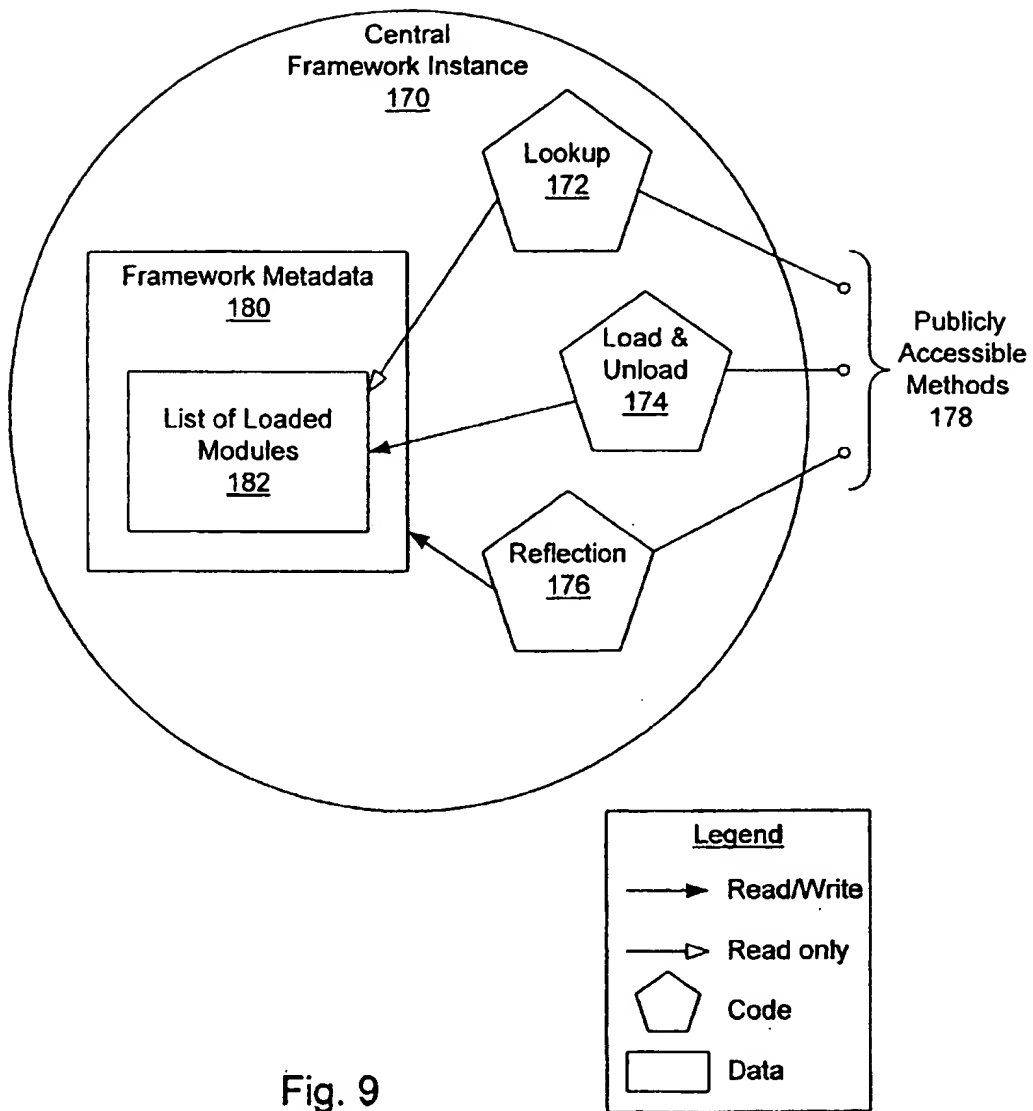 Central
Framework Instance
170
Lookup
172
Framework Metadata
180
Load &
Unload
174
Publicly
Accessible
Methods
178
List of Loaded
Modules
182
Reflection
176
Legend
Read/Write
Read only
Code
Data
Fig. 9